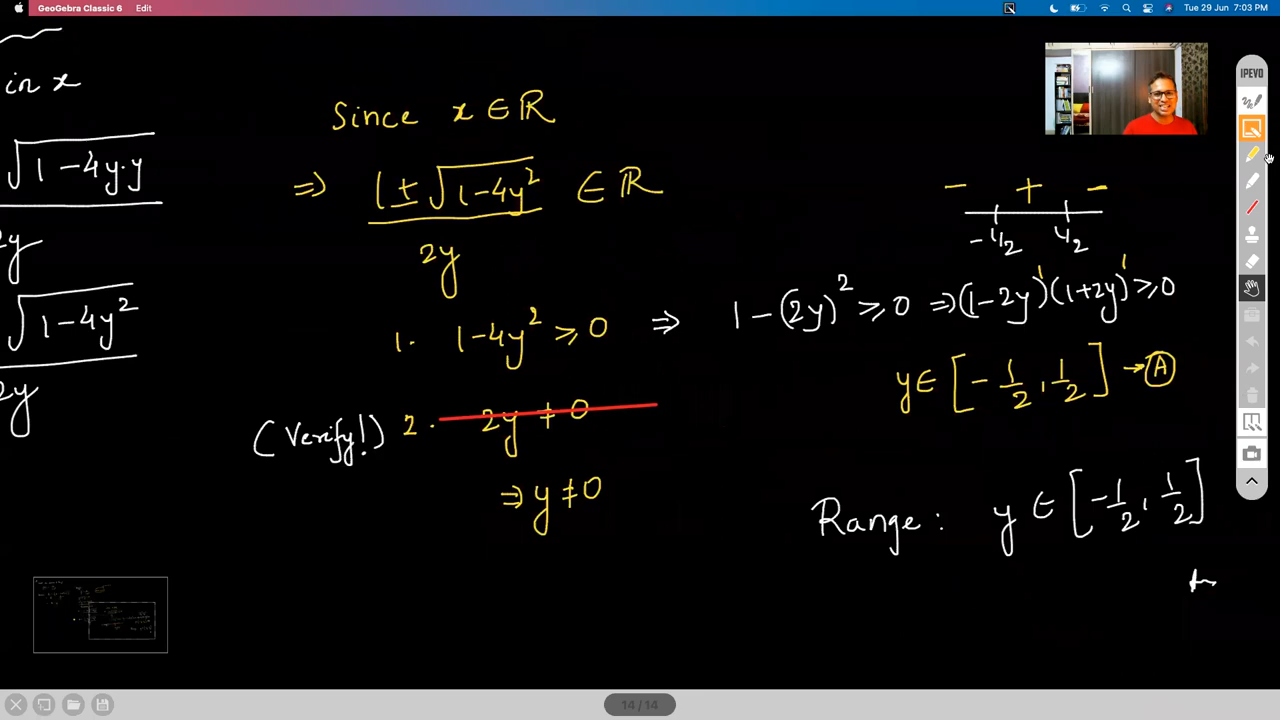 GeoGebra Classic 6 Edit Tue 29 Jun 7:03 PM
in x
√(1-4y.y)
√(1-4y²)
Since x ∈ ℝ
⇒ (1 ± √(1-4y²))/2y ∈ ℝ
1. 1-4y² ≥ 0 ⇒ 1-(2y)² ≥ 0 ⇒ (1-2y)¹(1+2y)¹ ≥ 0
- + -
-1/2 1/2
y ∈ [-1/2, 1/2] → Ⓐ
(Verify!) 2. 2y ≠ 0
⇒ y ≠ 0
Range: y ∈ [-1/2, 1/2]
IPEVO
14 / 14